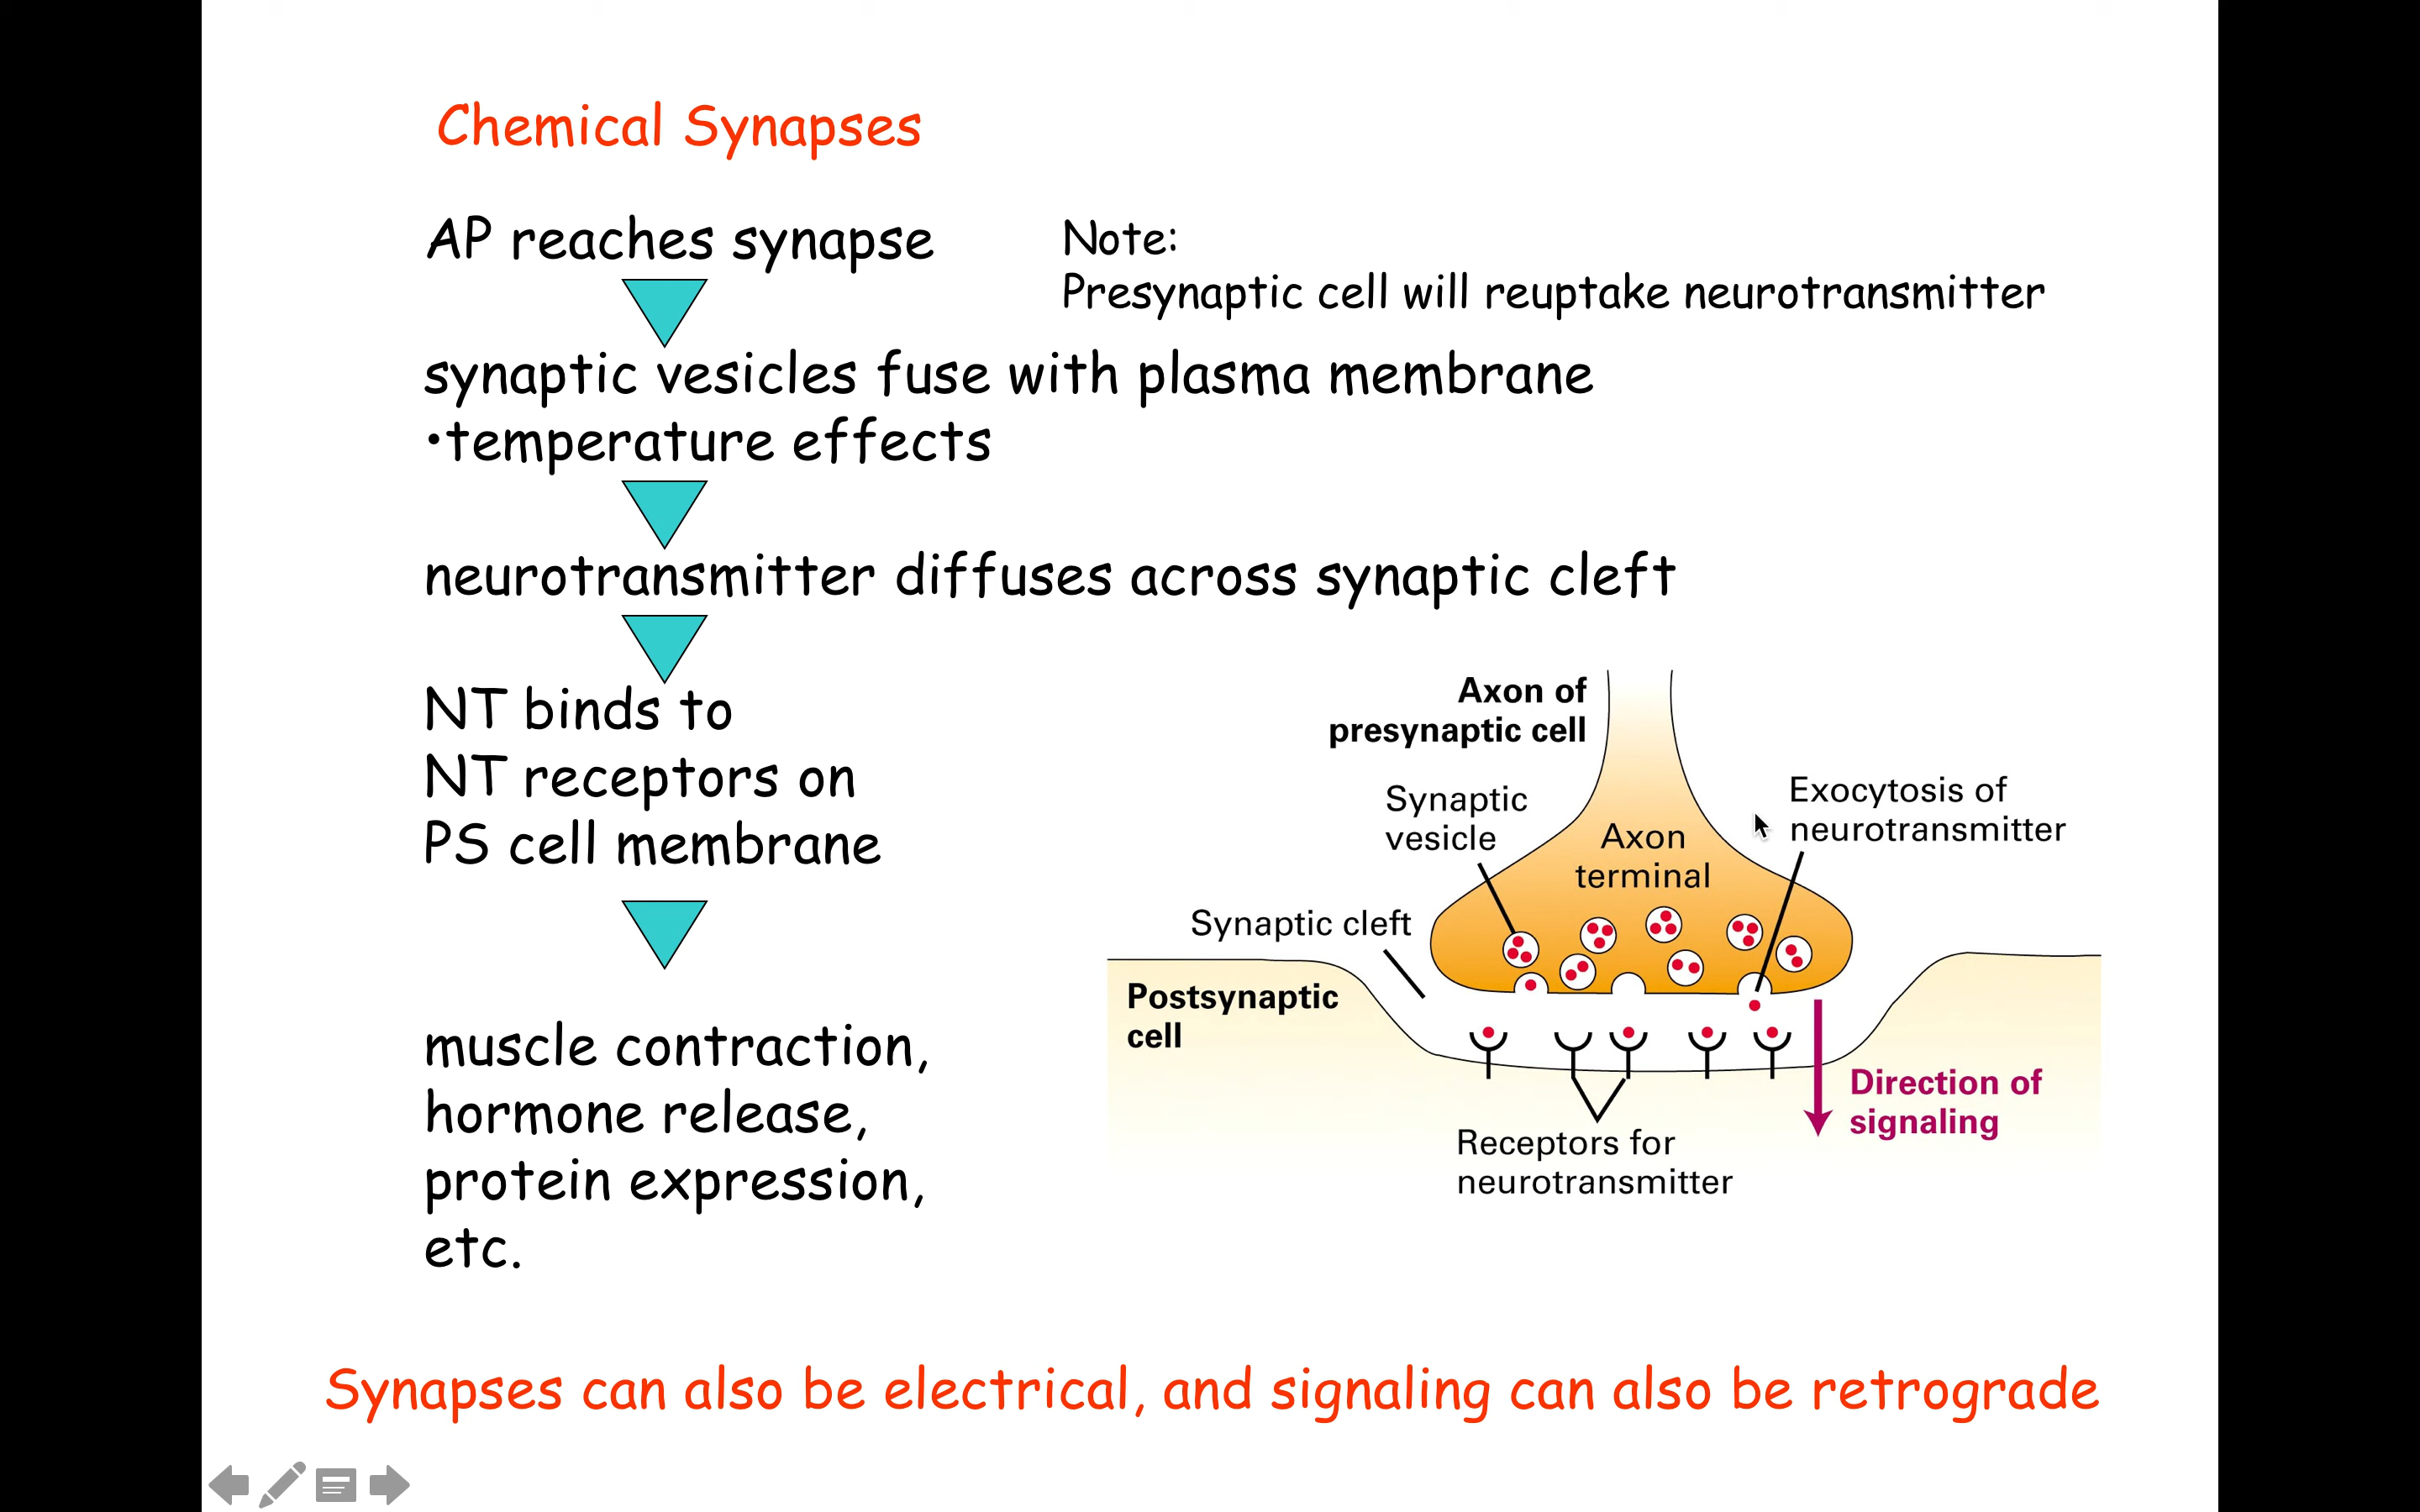 Chemical Synapses
AP reaches synapse
Note:
Presynaptic cell will reuptake neurotransmitter
synaptic vesicles fuse with plasma membrane
•temperature effects
neurotransmitter diffuses across synaptic cleft
NT binds to
NT receptors on
PS cell membrane
muscle contraction,
hormone release,
protein expression,
etc.
Axon of
presynaptic cell
Synaptic
vesicle
Axon
terminal
Exocytosis of
neurotransmitter
Synaptic cleft
Postsynaptic
cell
Direction of
signaling
Receptors for
neurotransmitter
Synapses can also be electrical, and signaling can also be retrograde